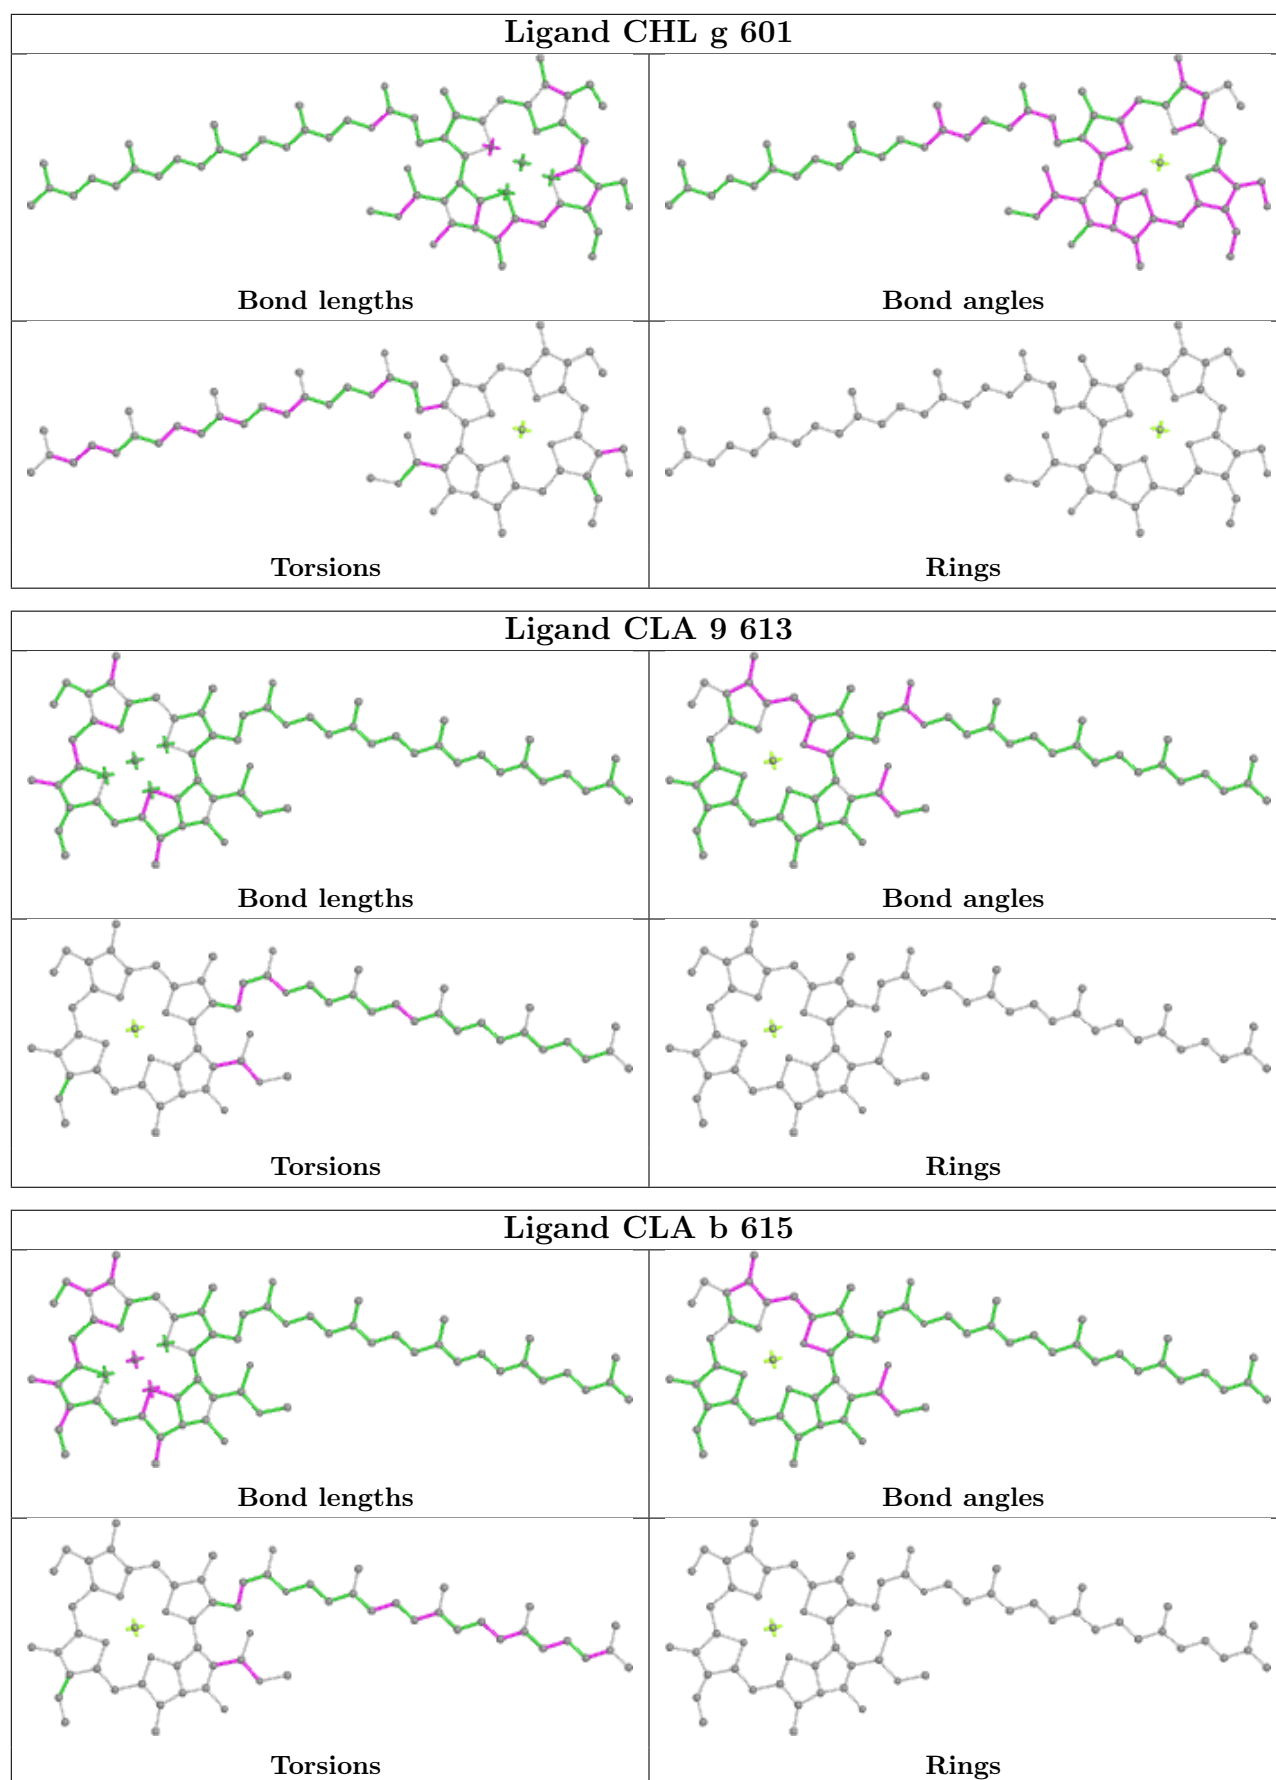 Ligand CHL g 601
Bond lengths
Bond angles
Torsions
Rings
Ligand CLA 9 613
Bond lengths
Bond angles
Torsions
Rings
Ligand CLA b 615
Bond lengths
Bond angles
Torsions
Rings